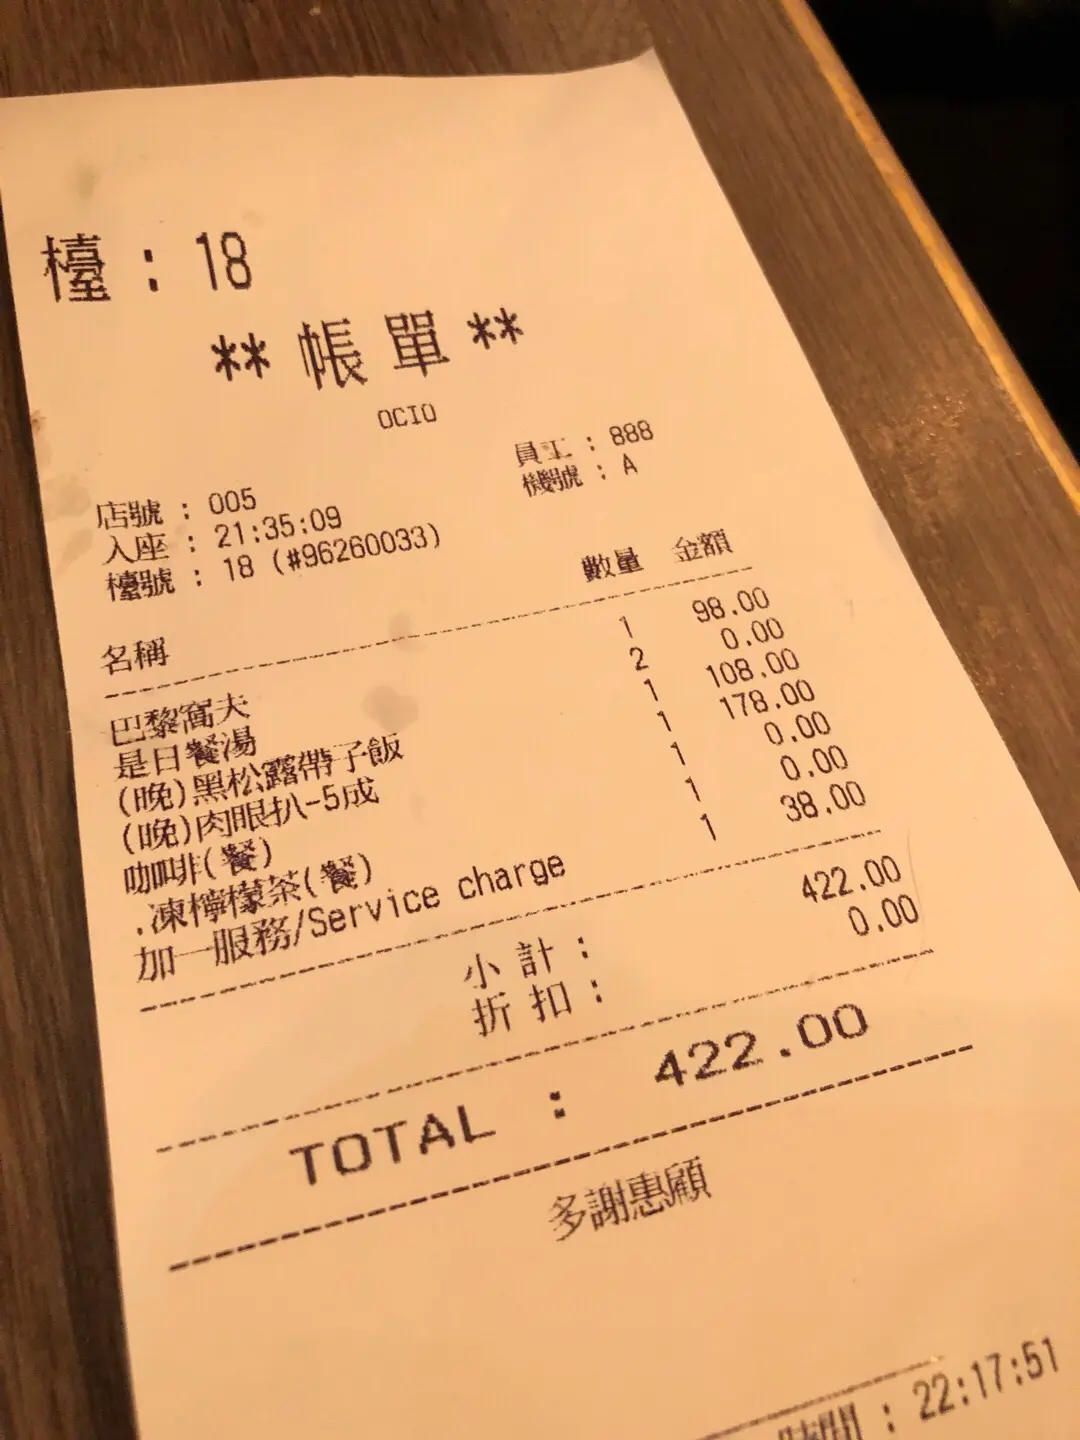 檯 : 18
** 帳 單 **
OCIO
員工 : 888
店號 : 005
機號 : A
入座 : 21:35:09
檯號 : 18 (#96260033)
名稱 數量 金額
巴黎窩夫 1 98.00
是日餐湯 2 0.00
(晚)黑松露帶子飯 1 108.00
(晚)肉眼扒-5成 1 178.00
咖啡(餐) 1 0.00
.凍檸檬茶(餐) 1 0.00
加一服務/Service charge 1 38.00
小 計 : 422.00
折 扣 : 0.00
TOTAL : 422.00
多謝惠顧
時間 : 22:17:51